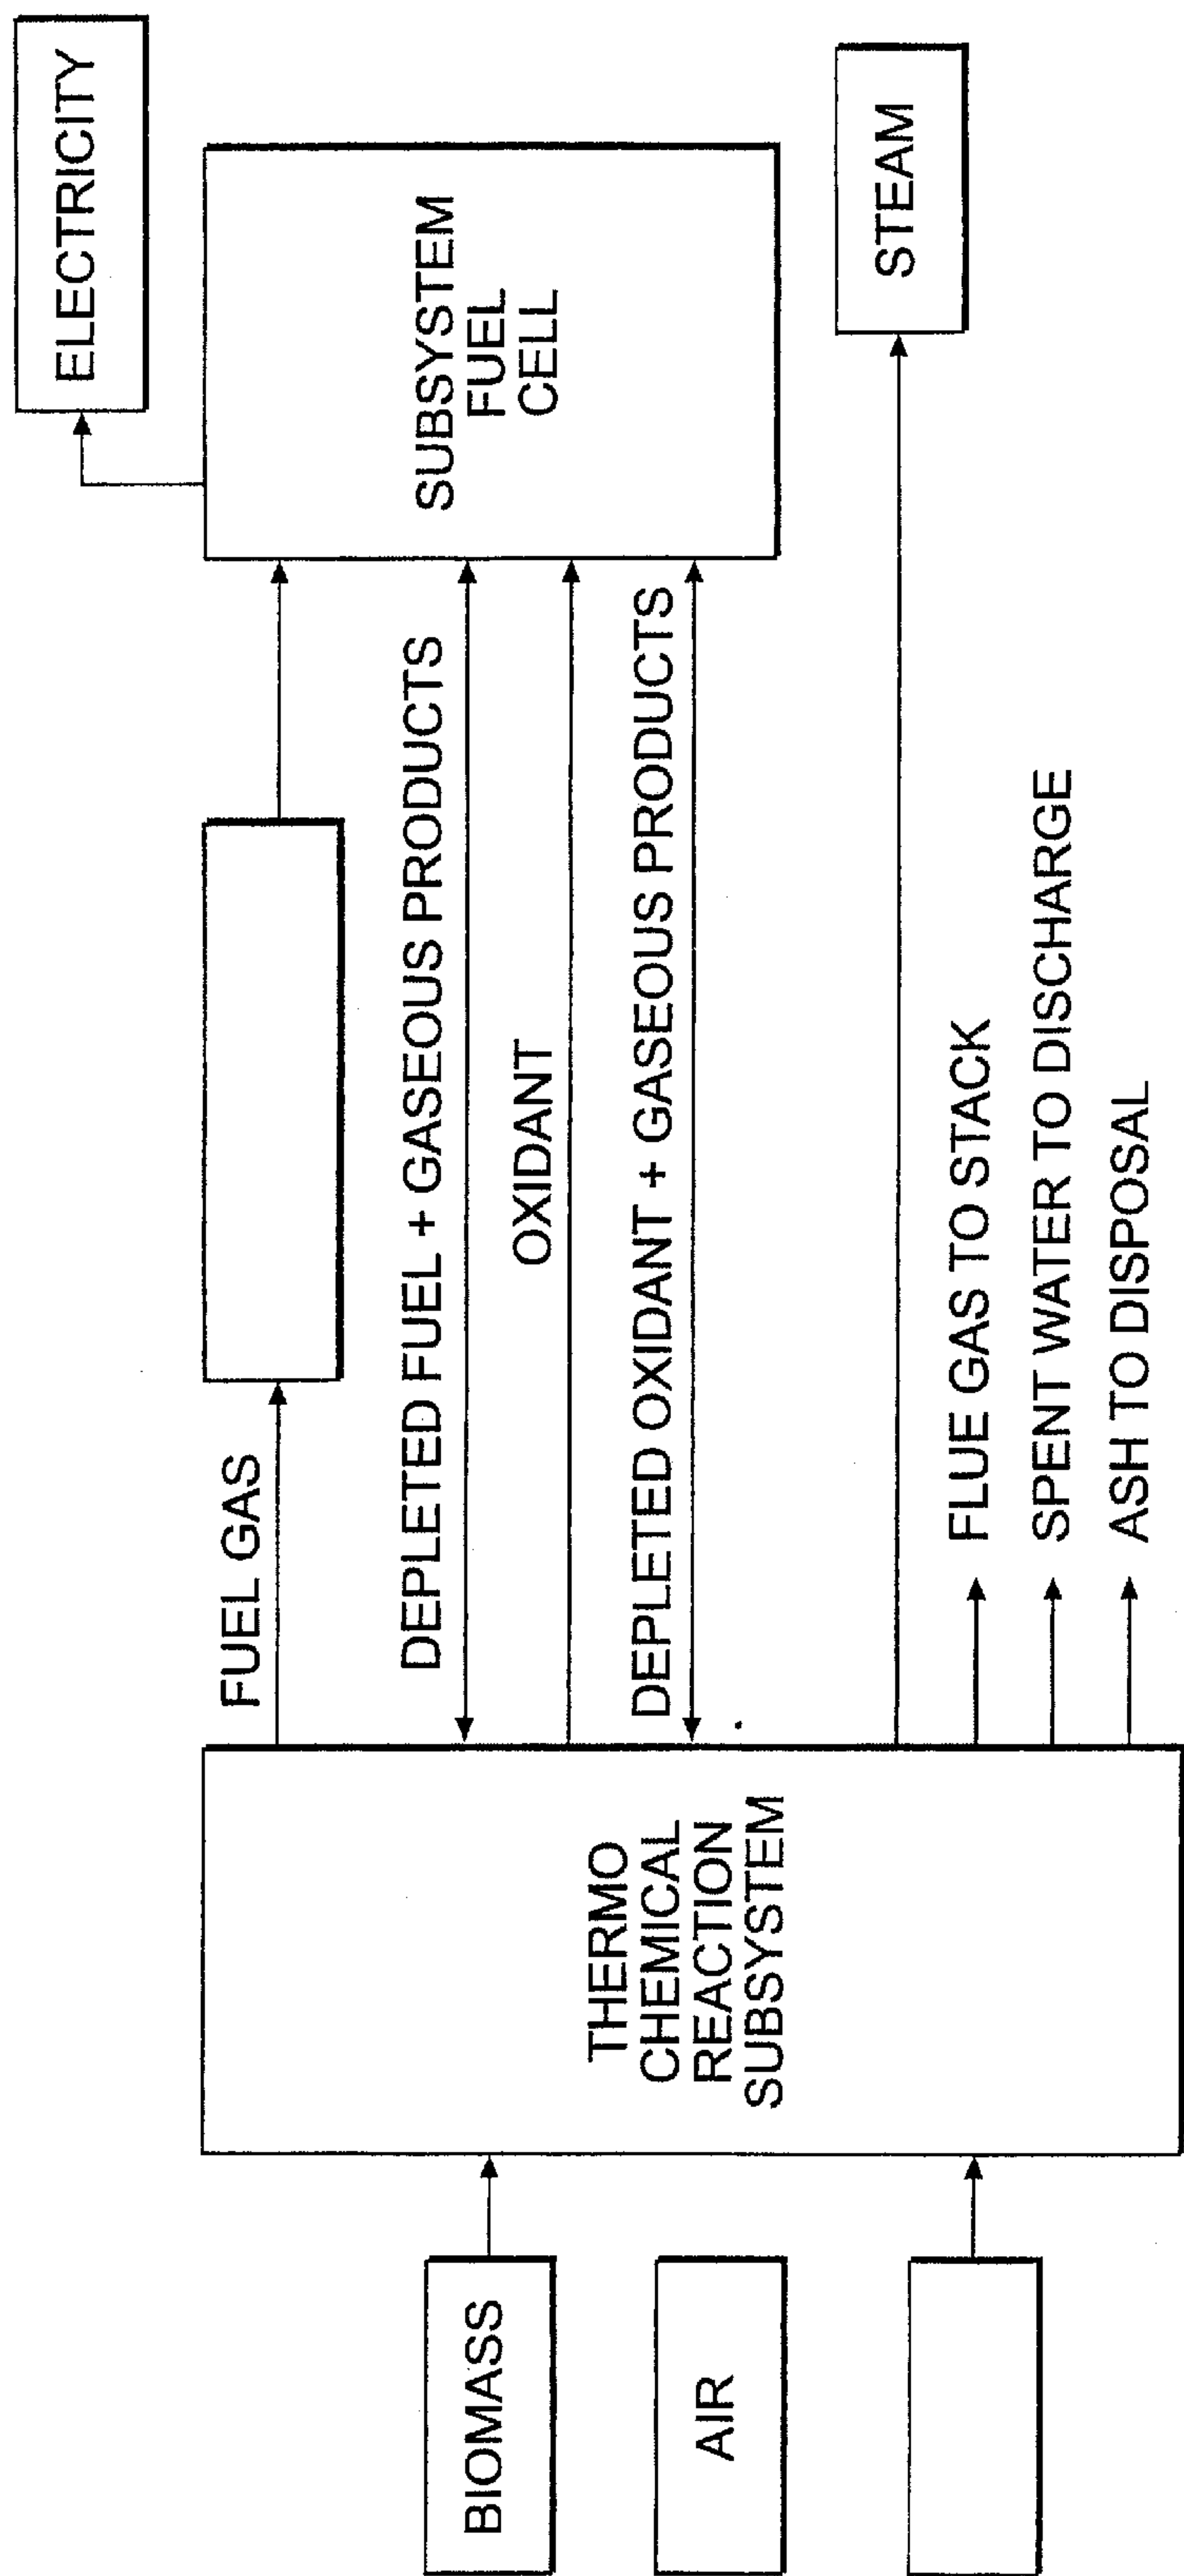 BIOMASS
AIR
THERMO
CHEMICAL
REACTION
SUBSYSTEM
FUEL GAS
DEPLETED FUEL + GASEOUS PRODUCTS
OXIDANT
DEPLETED OXIDANT + GASEOUS PRODUCTS
FLUE GAS TO STACK
SPENT WATER TO DISCHARGE
ASH TO DISPOSAL
ELECTRICITY
SUBSYSTEM
FUEL
CELL
STEAM